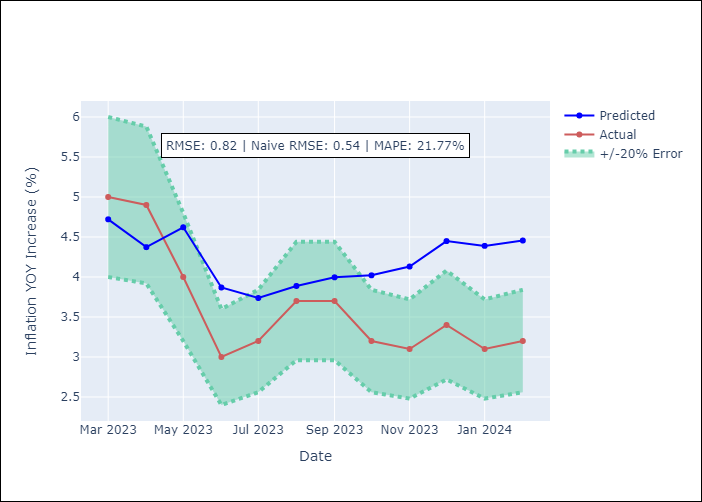 RMSE: 0.82 | Naive RMSE: 0.54 | MAPE: 21.77%
Predicted
Actual
+/-20% Error
Inflation YOY Increase (%)
6
5.5
5
4.5
4
3.5
3
2.5
Mar 2023 May 2023 Jul 2023 Sep 2023 Nov 2023 Jan 2024
Date